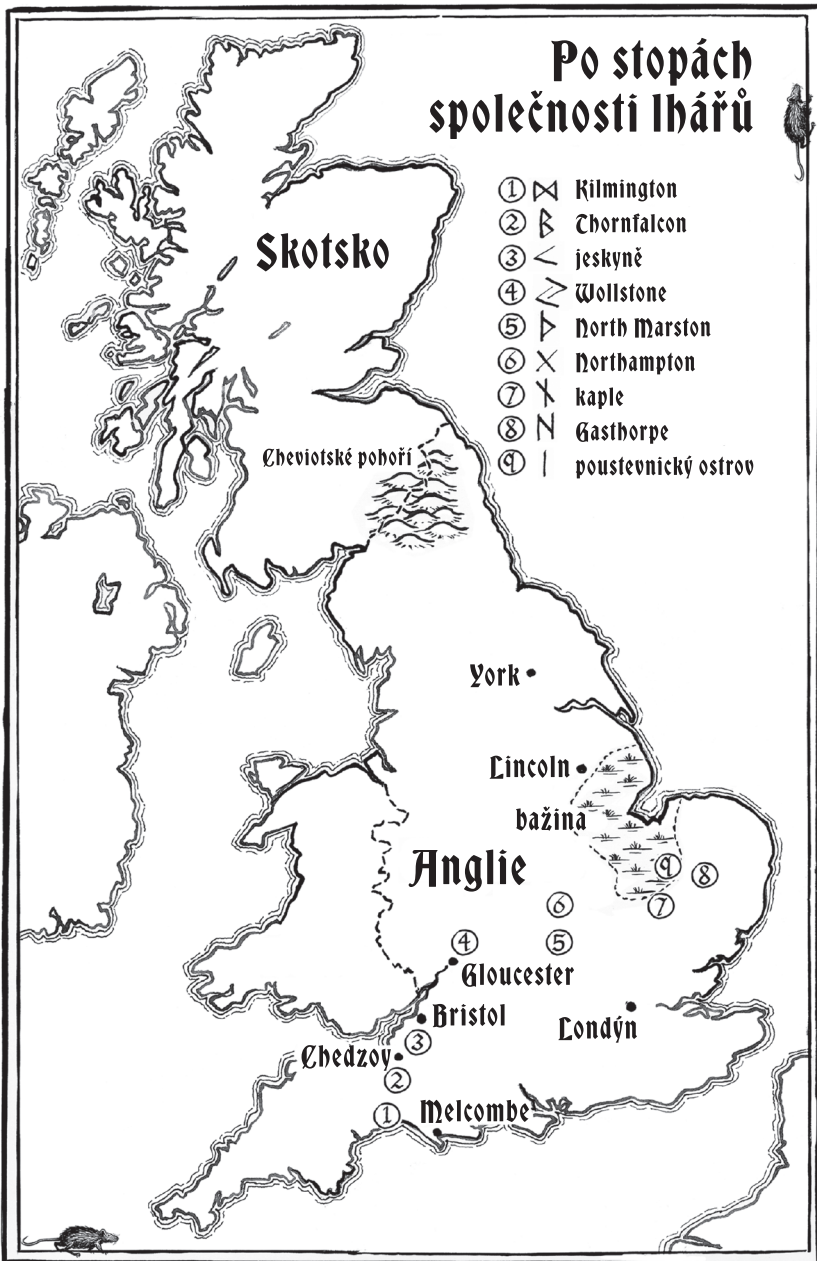 Po stopách
společnosti lhářů
① ᛞ Kilmington
② ᛒ Thornfalcon
③ ᚲ jeskyně
④ Wollstone
⑤ ᚦ North Marston
⑥ ᚷ Northampton
⑦ ᚾ kaple
⑧ ᚺ Gasthorpe
⑨ ᛁ poustevnický ostrov
Skotsko
Cheviotské pohoří
York
Lincoln
bažina
Anglie
⑨
⑧
⑥
⑦
④
⑤
Gloucester
Bristol
Londýn
③
Chedzoy
②
①
Melcombe